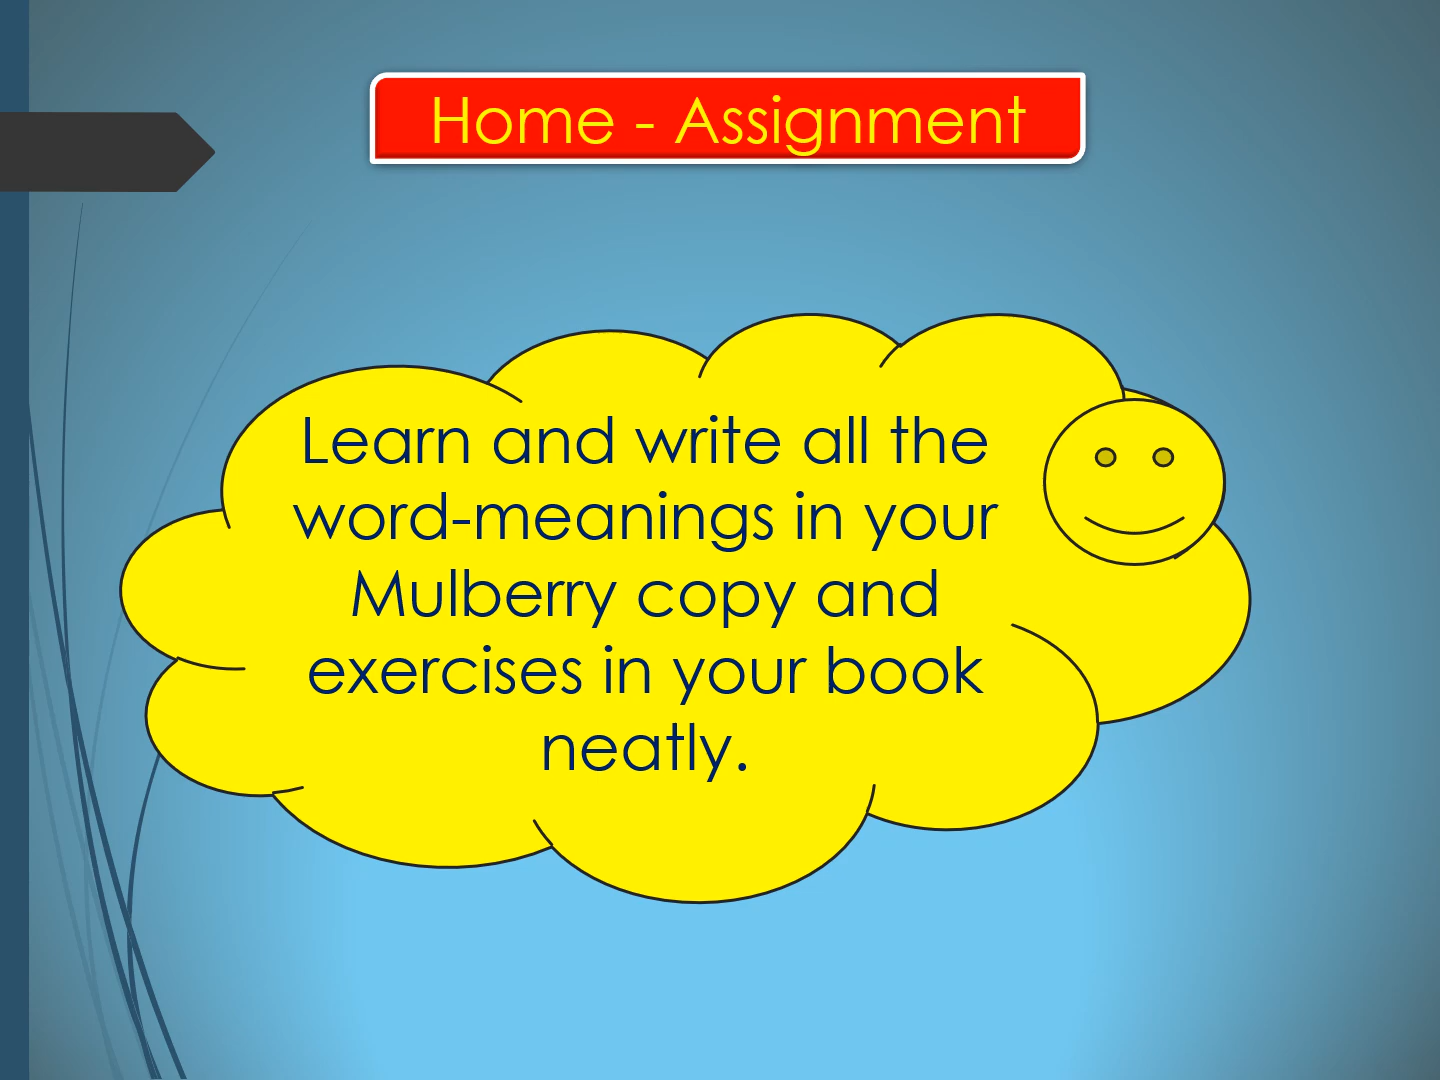 Home - Assignment
Learn and write all the
word-meanings in your
Mulberry copy and
exercises in your book
neatly.